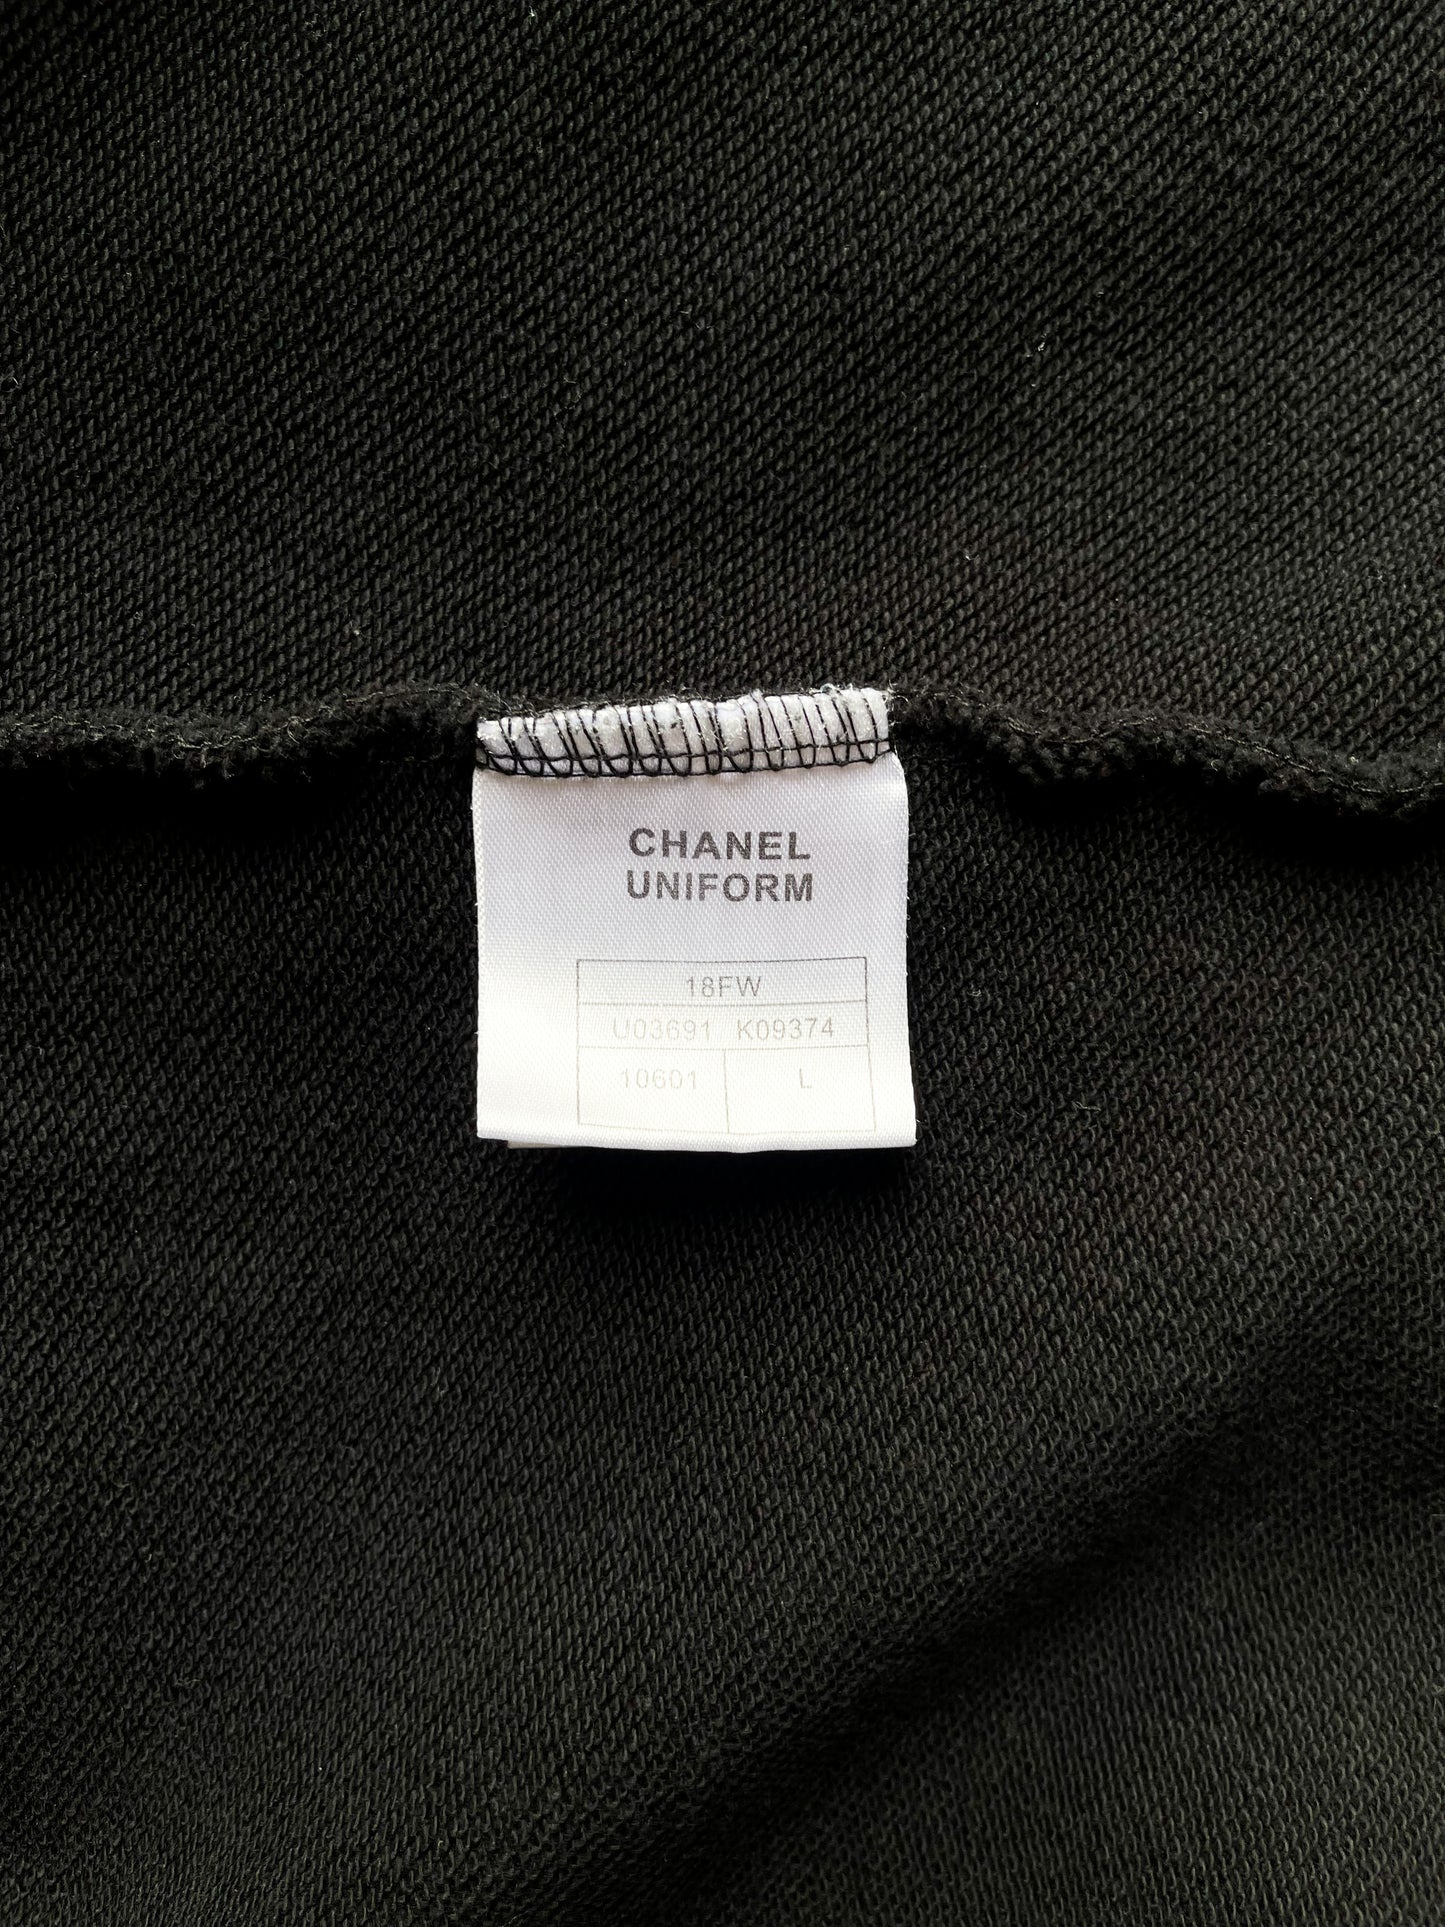 CHANEL
UNIFORM
18FW
U03691 K09374
10601 L